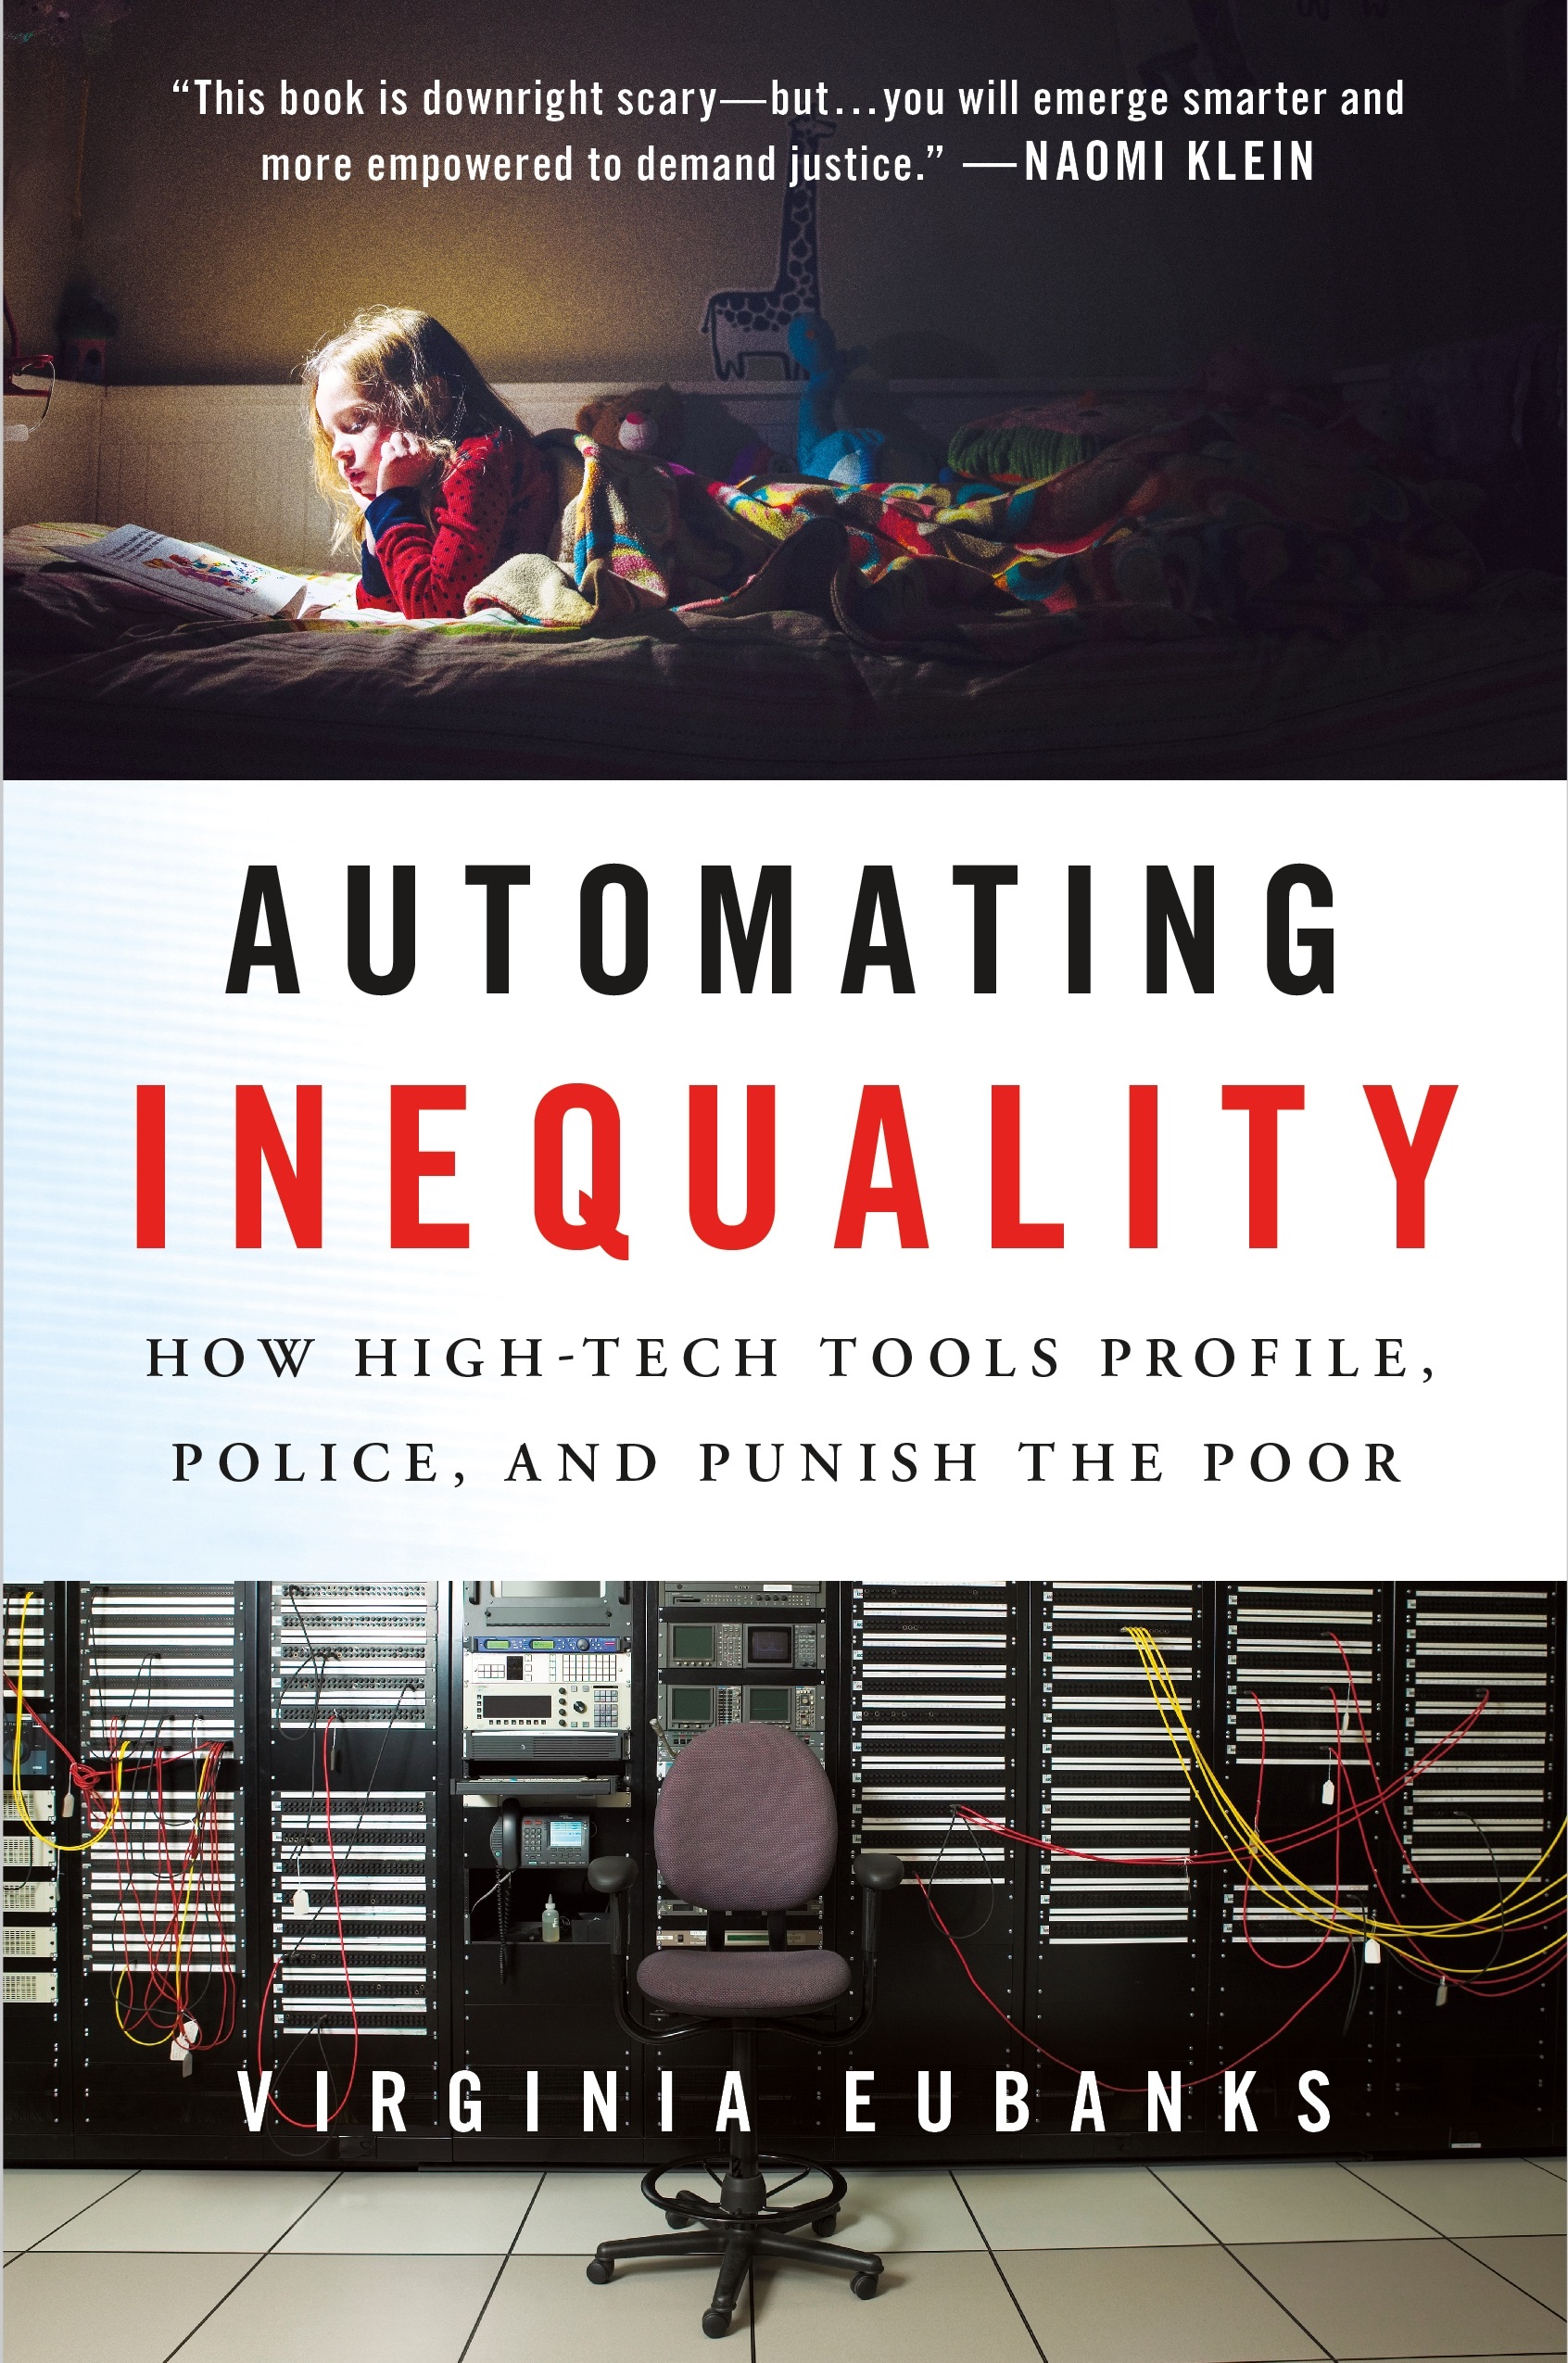 “This book is downright scary—but…you will emerge smarter and
more empowered to demand justice.” —NAOMI KLEIN
AUTOMATING
INEQUALITY
HOW HIGH-TECH TOOLS PROFILE,
POLICE, AND PUNISH THE POOR
VIRGINIA EUBANKS